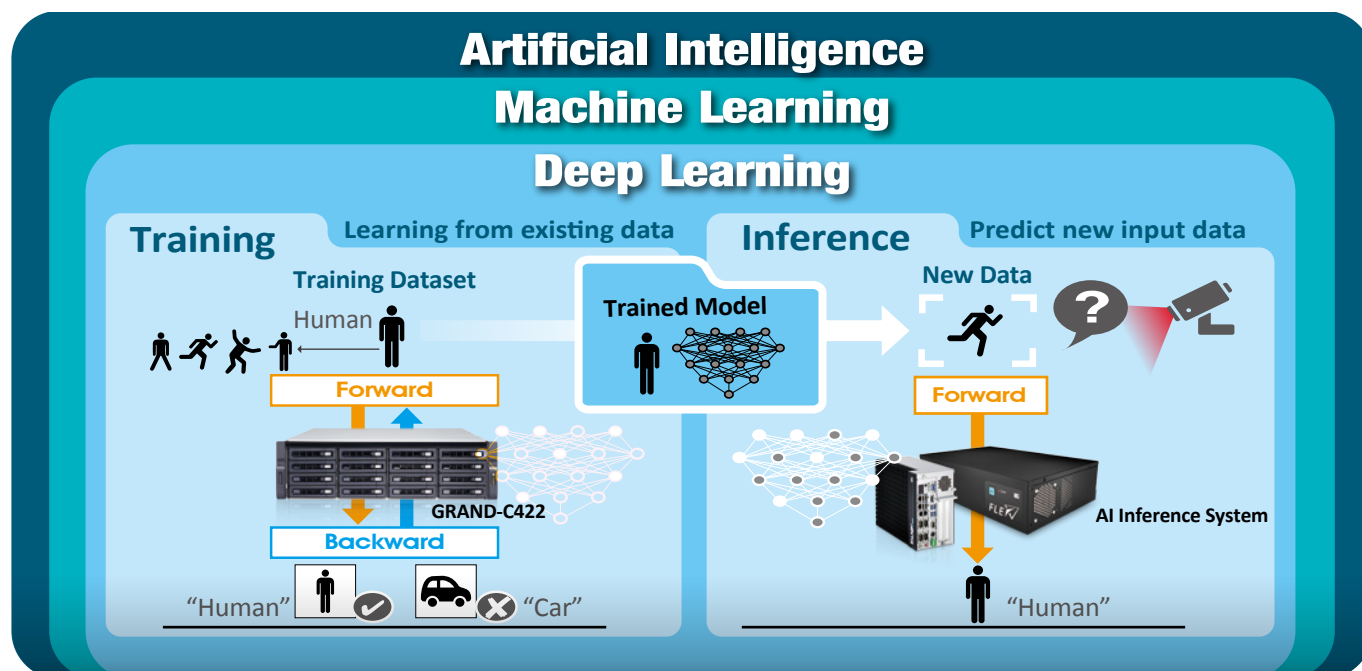 Artificial Intelligence
Machine Learning
Deep Learning
Training
Learning from existing data
Training Dataset
Human
Forward
GRAND-C422
Backward
“Human”
“Car”
Trained Model
Inference
Predict new input data
New Data
?
Forward
FLEX
AI Inference System
“Human”